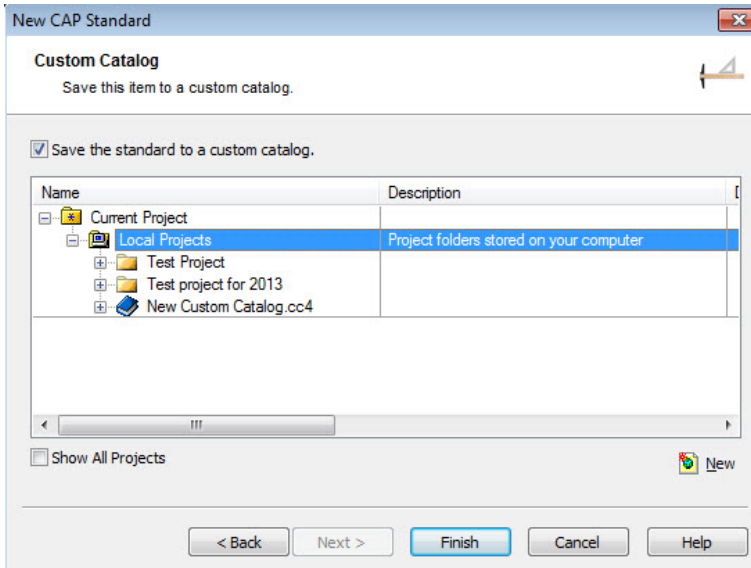 New CAP Standard
Custom Catalog
Save this item to a custom catalog.
Save the standard to a custom catalog.
Name Description
Current Project
Local Projects Project folders stored on your computer
Test Project
Test project for 2013
New Custom Catalog.cc4
Show All Projects
New
< Back Next > Finish Cancel Help